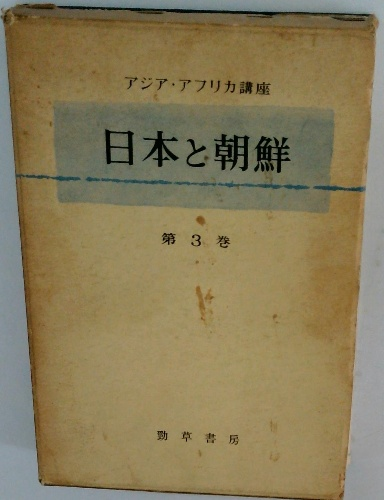 アジア・アフリカ講座
日本と朝鮮
第3巻
勁草書房